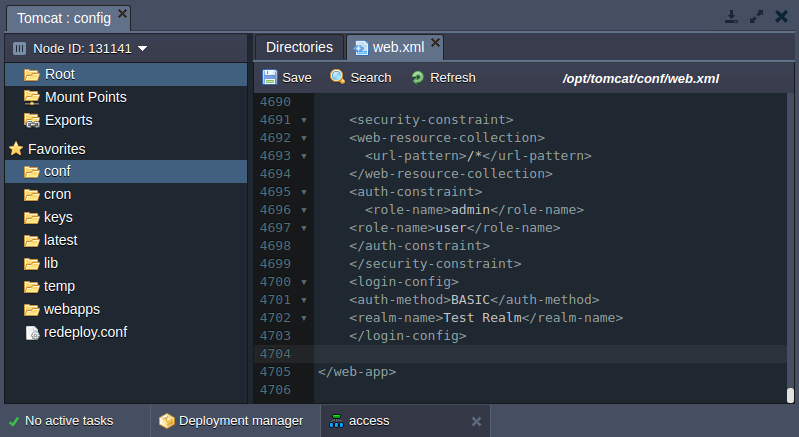 Tomcat : config
Node ID: 131141
Root
Mount Points
Exports
Favorites
conf
cron
keys
latest
lib
temp
webapps
redeploy.conf
Directories
web.xml
Save
Search
Refresh
/opt/tomcat/conf/web.xml
4690
4691 <security-constraint>
4692 <web-resource-collection>
4693 <url-pattern>/*</url-pattern>
4694 </web-resource-collection>
4695 <auth-constraint>
4696 <role-name>admin</role-name>
4697 <role-name>user</role-name>
4698 </auth-constraint>
4699 </security-constraint>
4700 <login-config>
4701 <auth-method>BASIC</auth-method>
4702 <realm-name>Test Realm</realm-name>
4703 </login-config>
4704
4705 </web-app>
4706
No active tasks
Deployment manager
access